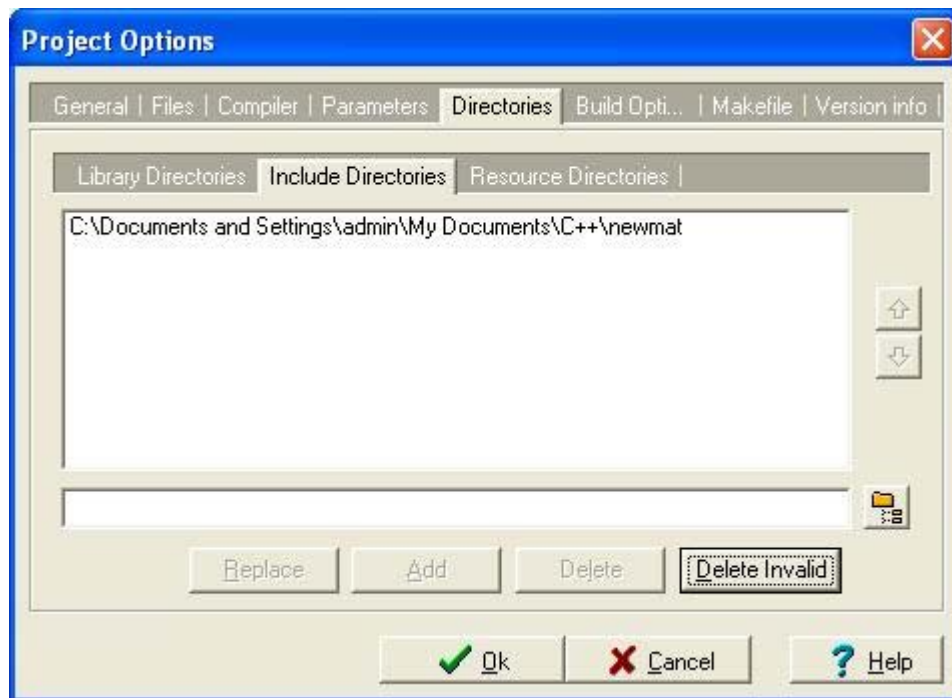 Project Options
General | Files | Compiler | Parameters Directories Build Opti... | Makefile | Version info |
Library Directories Include Directories Resource Directories |
C:\Documents and Settings\admin\My Documents\C++\newmat
Replace Add Delete Delete Invalid
Ok Cancel ? Help